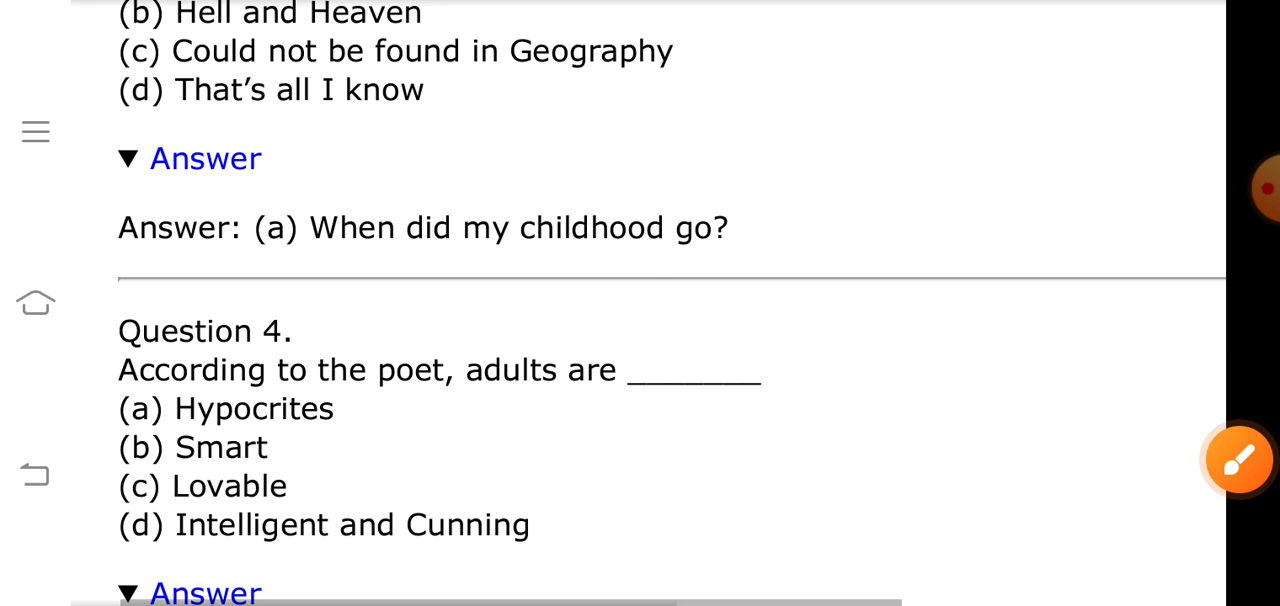 (b) Hell and Heaven
(c) Could not be found in Geography
(d) That’s all I know
▼ Answer
Answer: (a) When did my childhood go?
Question 4.
According to the poet, adults are ________
(a) Hypocrites
(b) Smart
(c) Lovable
(d) Intelligent and Cunning
▼ Answer